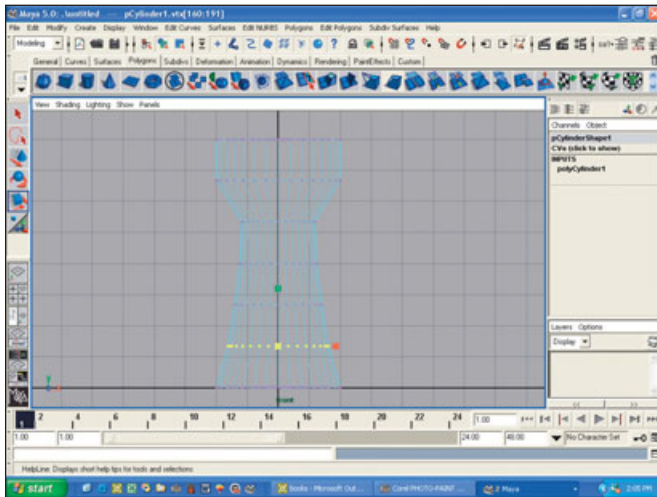 Maya 5.0: .\untitled --- pCylinder1.vtx[160:191]
File Edit Modify Create Display Window Edit Curves Surfaces Edit NURBS Polygons Edit Polygons Subdiv Surfaces Help
Modeling
General Curves Surfaces Polygons Subdivs Deformation Animation Dynamics Rendering PaintEffects Custom
View Shading Lighting Show Panels
Channels Object
pCylinderShape1
CVs (click to show)
INPUTS
polyCylinder1
Layers Options
Display
front
2 4 6 8 10 12 14 16 18 20 22 24 1.00
1
1.00 1.00 24.00 48.00 No Character Set
HelpLine: Displays short help tips for tools and selections
start Books - Microsoft Out... Corel PHOTO-PAINT ... 2 Maya 2:05 PM